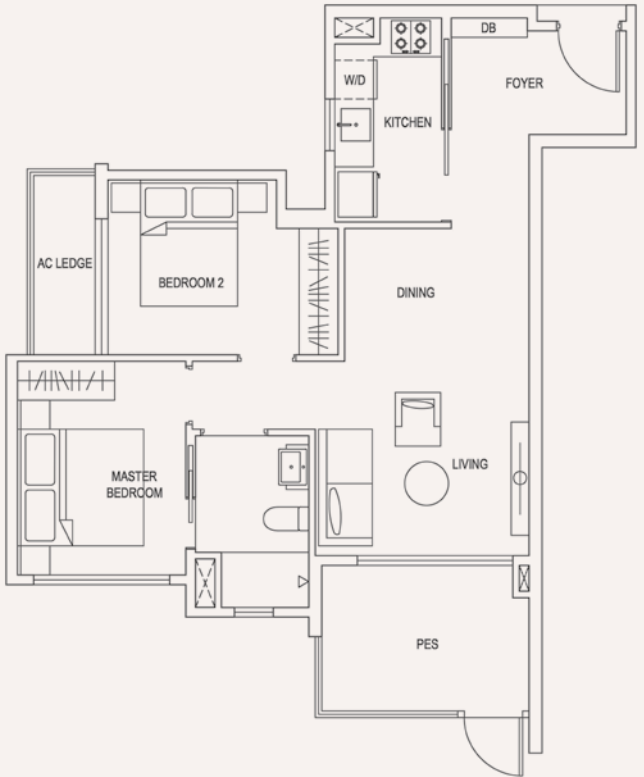 DB
FOYER
W/D
KITCHEN
AC LEDGE
BEDROOM 2
DINING
MASTER
BEDROOM
LIVING
PES